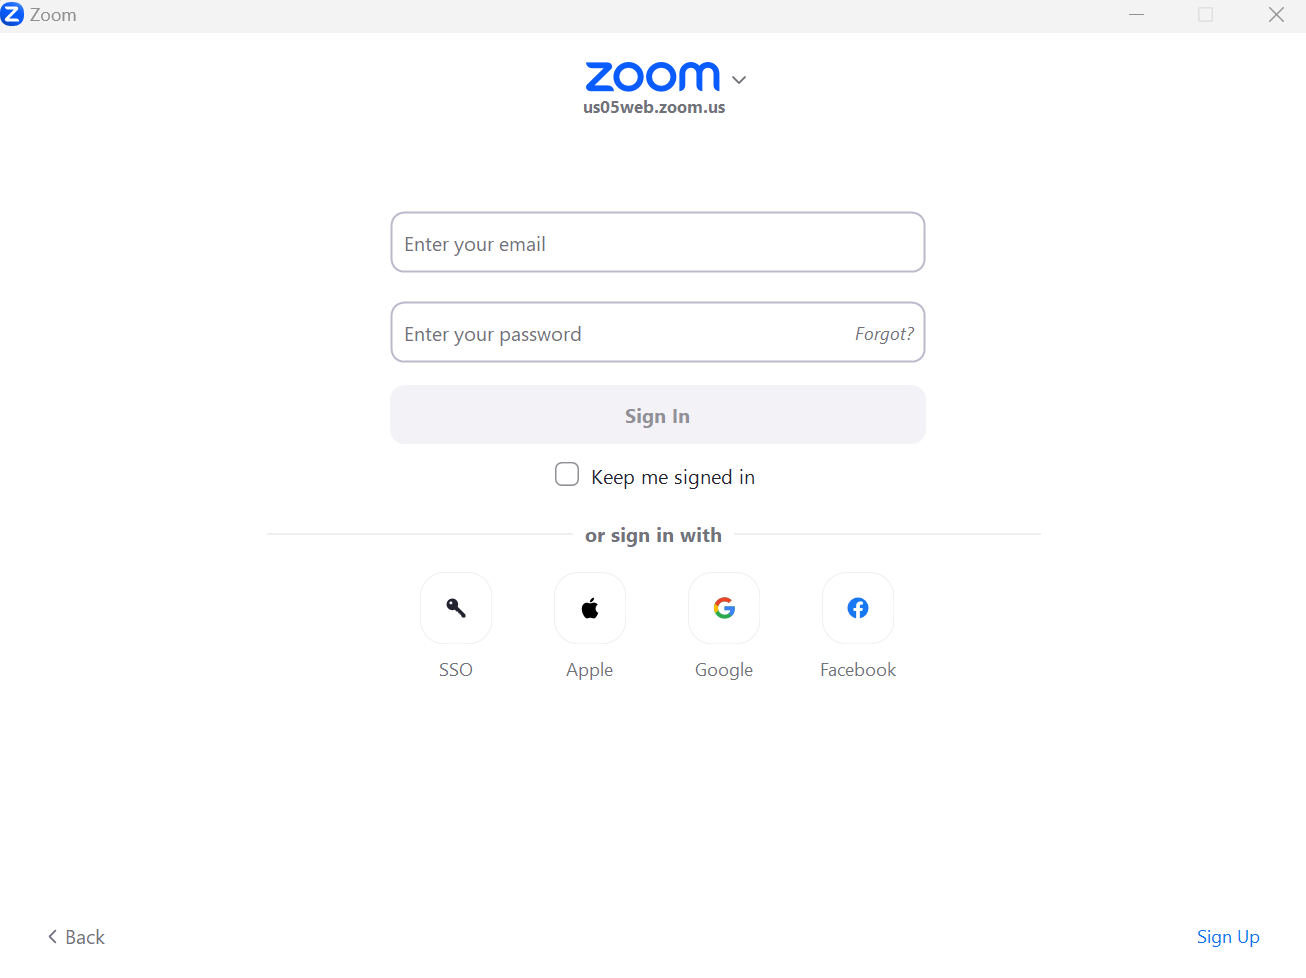 Zoom
zoom
us05web.zoom.us
Enter your email
Enter your password Forgot?
Sign In
Keep me signed in
or sign in with
SSO Apple Google Facebook
Back Sign Up